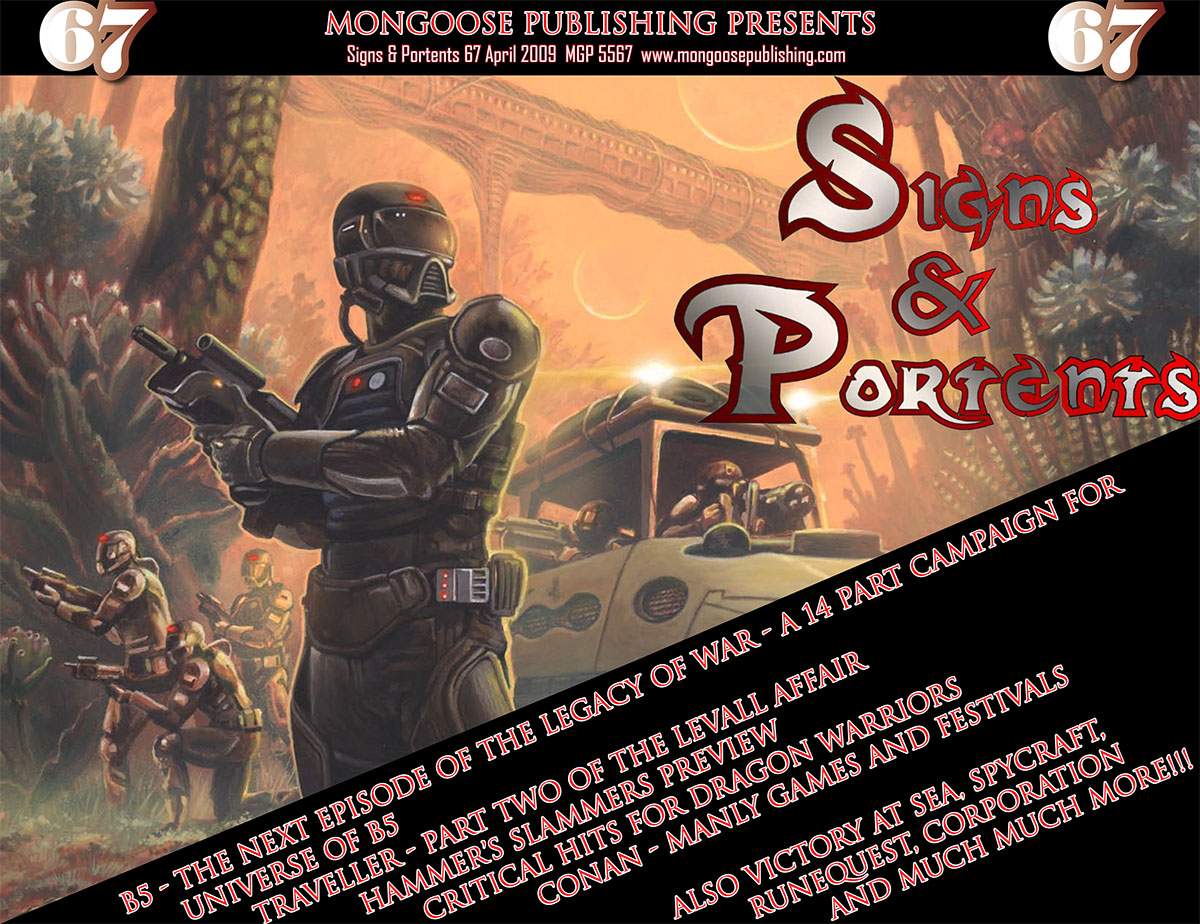 67
MONGOOSE PUBLISHING PRESENTS
67
Signs & Portents 67 April 2009 MGP 5567 www.mongoosepublishing.com
Signs
&
Portents
B5 - THE NEXT EPISODE OF THE LEGACY OF WAR - A 14 PART CAMPAIGN FOR
UNIVERSE OF B5
TRAVELLER - PART TWO OF THE LEVALL AFFAIR
HAMMER'S SLAMMERS PREVIEW
CRITICAL HITS FOR DRAGON WARRIORS
CONAN - MANLY GAMES AND FESTIVALS
ALSO VICTORY AT SEA, SPYCRAFT,
RUNEQUEST, CORPORATION
AND MUCH MUCH MORE!!!